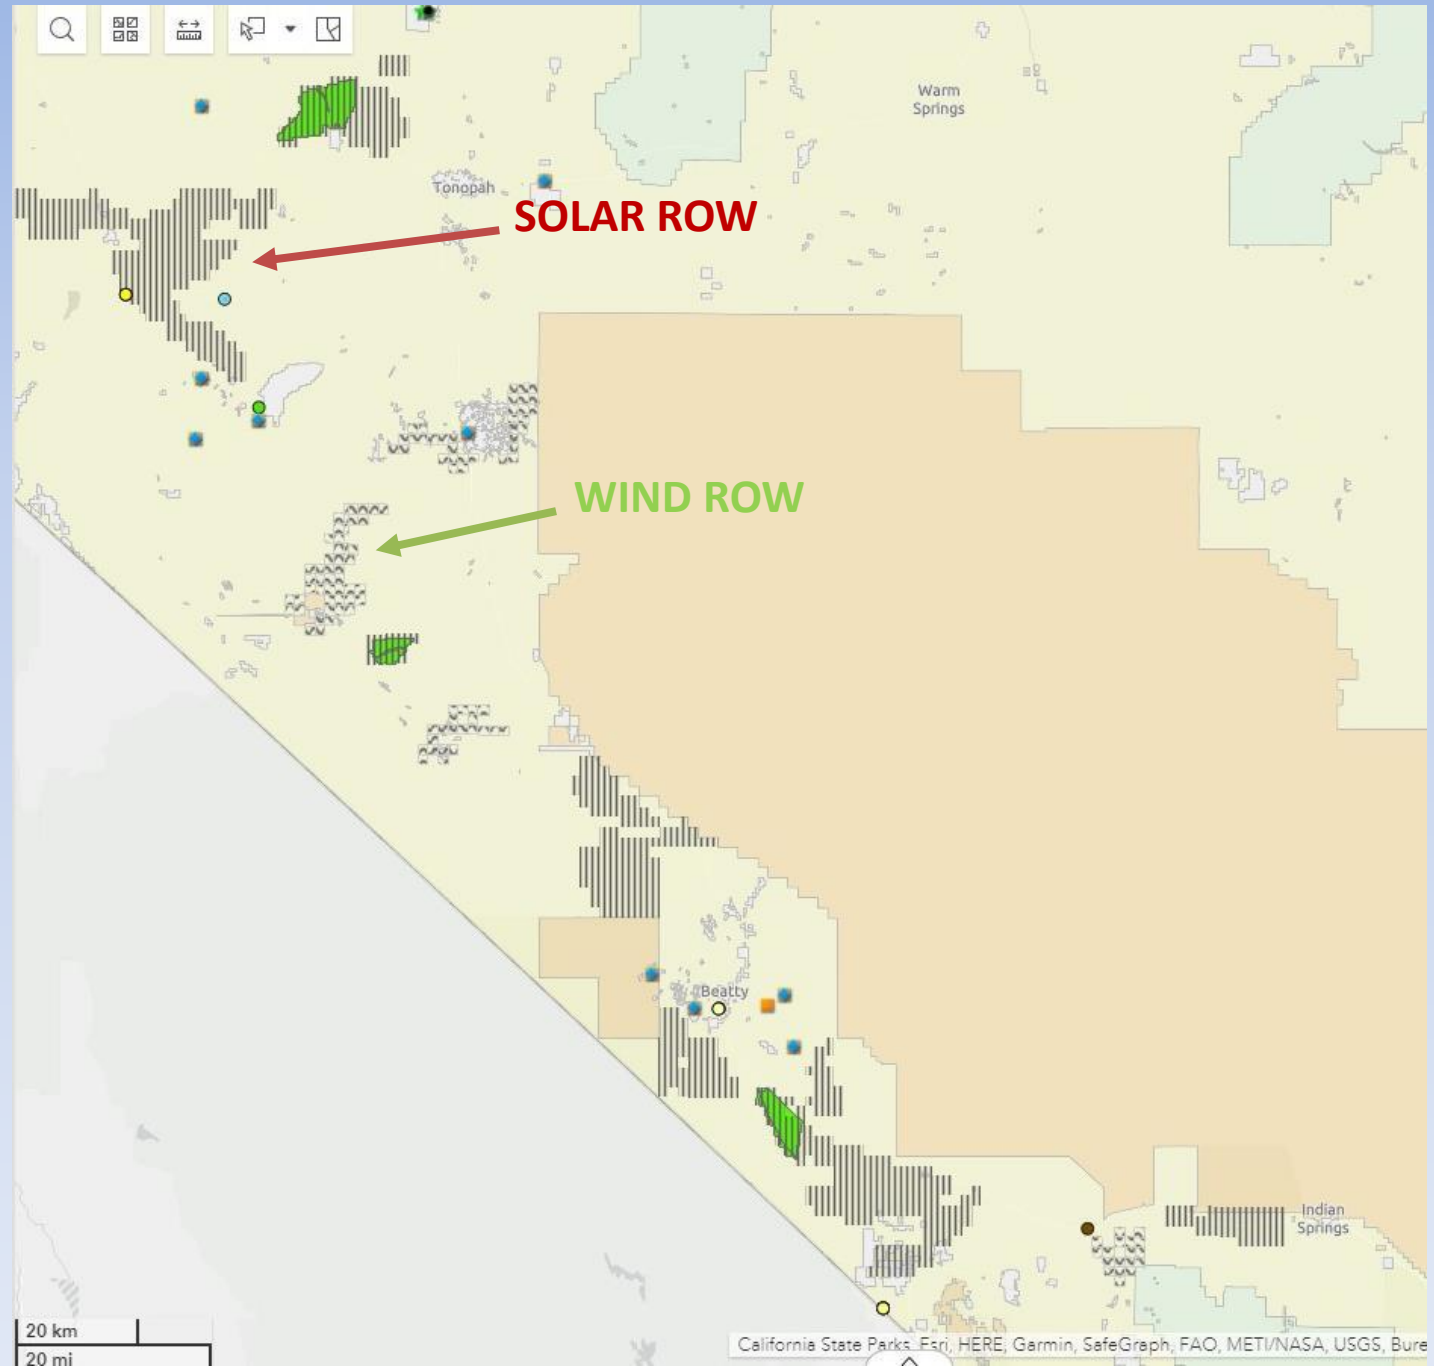 Warm
Springs
Tonopah
SOLAR ROW
WIND ROW
Beatty
Indian
Springs
20 km
20 mi
California State Parks, Esri, HERE, Garmin, SafeGraph, FAO, METI/NASA, USGS, Bure